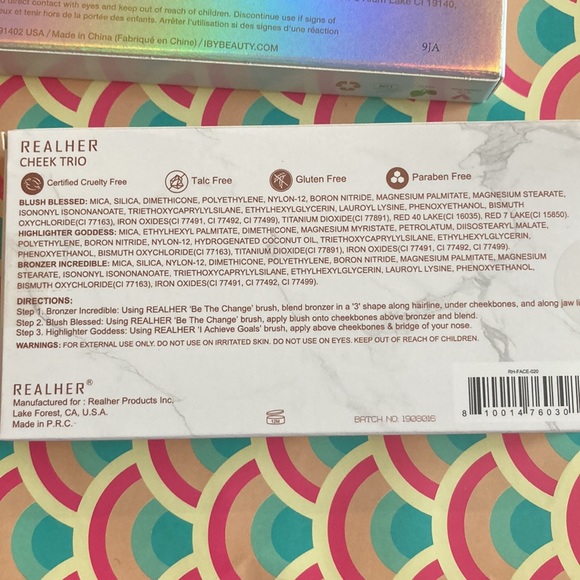 direct contact with eyes and keep out of reach of children. Discontinue use if signs of
eux et tenir hors de la portée des enfants. Arrêter l'utilisation si des signes d'une réaction
91402 USA / Made in China (Fabriqué en Chine) / IBYBEAUTY.COM
Lake CI 19140,
9JA
REALHER
CHEEK TRIO
Certified Cruelty Free
Talc Free
Gluten Free
Paraben Free
BLUSH BLESSED: MICA, SILICA, DIMETHICONE, POLYETHYLENE, NYLON-12, BORON NITRIDE, MAGNESIUM PALMITATE, MAGNESIUM STEARATE,
ISONONYL ISONONANOATE, TRIETHOXYCAPRYLYLSILANE, ETHYLHEXYLGLYCERIN, LAUROYL LYSINE, PHENOXYETHANOL, BISMUTH
OXYCHLORIDE(CI 77163), IRON OXIDES(CI 77491, CI 77492, CI 77499), TITANIUM DIOXIDE(CI 77891), RED 40 LAKE(CI 16035), RED 7 LAKE(CI 15850).
HIGHLIGHTER GODDESS: MICA, ETHYLHEXYL PALMITATE, DIMETHICONE, MAGNESIUM MYRISTATE, PETROLATUM, DIISOSTEARYL MALATE,
POLYETHYLENE, BORON NITRIDE, NYLON-12, HYDROGENATED COCONUT OIL, TRIETHOXYCAPRYLYLSILANE, ETHYLHEXYLGLYCERIN,
PHENOXYETHANOL, BISMUTH OXYCHLORIDE(CI 77163), TITANIUM DIOXIDE(CI 77891), IRON OXIDES(CI 77491, CI 77492, CI 77499).
BRONZER INCREDIBLE: MICA, SILICA, NYLON-12, DIMETHICONE, POLYETHYLENE, BORON NITRIDE, MAGNESIUM PALMITATE, MAGNESIUM
STEARATE, ISONONYL ISONONANOATE, TRIETHOXYCAPRYLYLSILANE, ETHYLHEXYLGLYCERIN, LAUROYL LYSINE, PHENOXYETHANOL,
BISMUTH OXYCHLORIDE(CI 77163), IRON OXIDES(CI 77491, CI 77492, CI 77499).
DIRECTIONS:
Step 1. Bronzer Incredible: Using REALHER 'Be The Change' brush, blend bronzer in a '3' shape along hairline, under cheekbones, and along jaw
Step 2. Blush Blessed: Using REALHER 'Be The Change' brush, apply blush onto cheekbones above bronzer and blend.
Step 3. Highlighter Goddess: Using REALHER 'I Achieve Goals' brush, apply above cheekbones & bridge of your nose.
WARNINGS: FOR EXTERNAL USE ONLY. DO NOT USE ON IRRITATED SKIN. DO NOT USE ON EYES. KEEP OUT OF REACH OF CHILDREN.
REALHER®
Manufactured for : Realher Products Inc,
Lake Forest, CA, U.S.A.
Made in P.R.C.
12M
BATCH NO: 1908016
RH-FACE-020
8 10014 76030